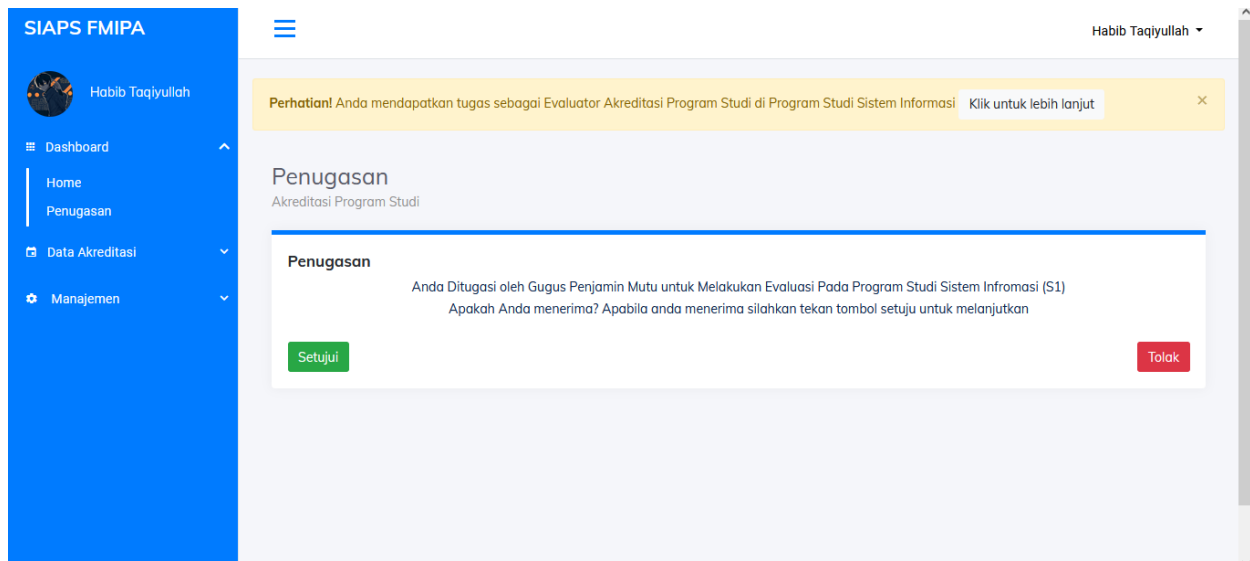 SIAPS FMIPA
Habib Taqiyullah
Habib Taqiyullah
Dashboard
Home
Penugasan
Data Akreditasi
Manajemen
Perhatian! Anda mendapatkan tugas sebagai Evaluator Akreditasi Program Studi di Program Studi Sistem Informasi Klik untuk lebih lanjut ×
Penugasan
Akreditasi Program Studi
Penugasan
Anda Ditugasi oleh Gugus Penjamin Mutu untuk Melakukan Evaluasi Pada Program Studi Sistem Infromasi (S1)
Apakah Anda menerima? Apabila anda menerima silahkan tekan tombol setuju untuk melanjutkan
Setujui
Tolak